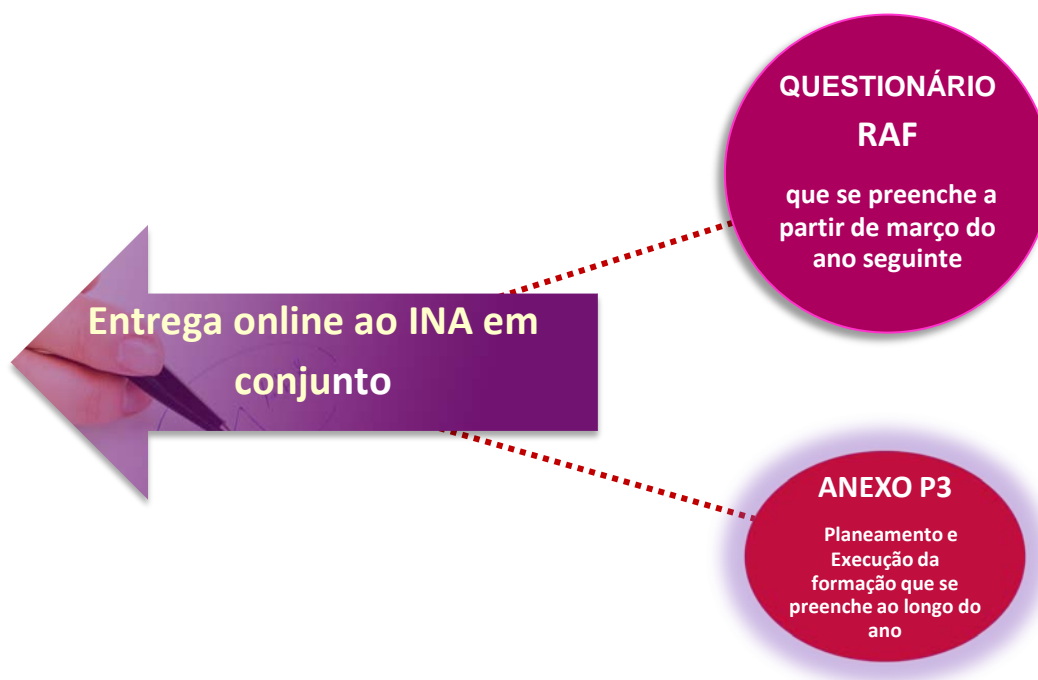 QUESTIONÁRIO
RAF
que se preenche a
partir de março do
ano seguinte
Entrega online ao INA em
conjunto
ANEXO P3
Planeamento e
Execução da
formação que se
preenche ao longo do
ano